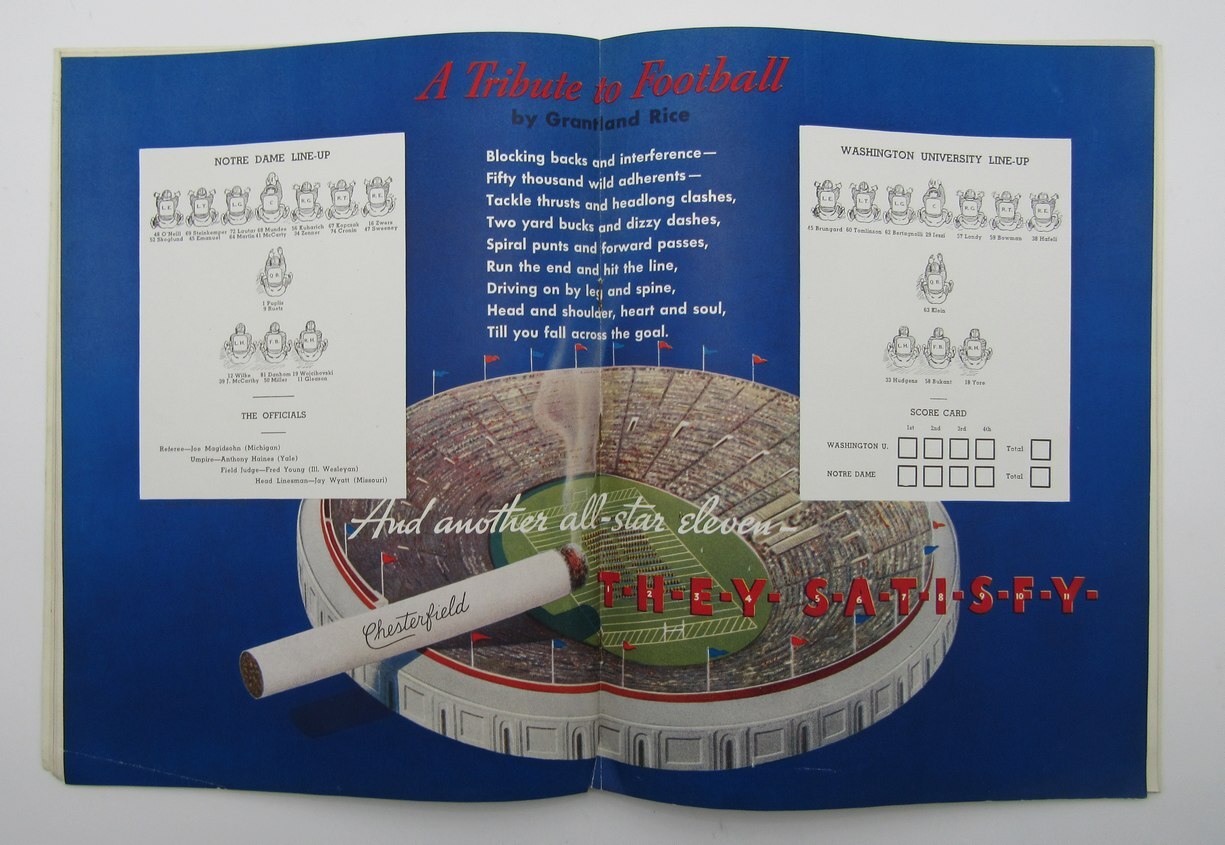 A Tribute to Football
by Grantland Rice
Blocking backs and interference—
Fifty thousand wild adherents—
Tackle thrusts and headlong clashes,
Two yard bucks and dizzy dashes,
Spiral punts and forward passes,
Run the end and hit the line,
Driving on by leg and spine,
Head and shoulder, heart and soul,
Till you fall across the goal.
NOTRE DAME LINE-UP
L.E. L.T. L.G. C R.G. R.T. R.E.
48 O'Neill 69 Steinkemper 72 Lautar 68 Mundee 56 Kuharich 67 Kopczak 16 Zwers
52 Skoglund 45 Emanuel 64 Martin 41 McCarty 34 Zenner 76 Cronin 47 Sweeney
Q.B.
1 Puplis
9 Ruetz
L.H. F.B. R.H.
12 Wilke 81 Danbom 19 Wojcihovski
39 J. McCarthy 50 Miller 11 Gleason
THE OFFICIALS
Referee—Joe Magidsohn (Michigan)
Umpire—Anthony Haines (Yale)
Field Judge—Fred Young (Ill. Wesleyan)
Head Linesman—Jay Wyatt (Missouri)
WASHINGTON UNIVERSITY LINE-UP
L.E. L.T. L.G. C R.G. R.T. R.E.
45 Brungard 60 Tomlinson 62 Bertagnolli 29 Iezzi 57 Londy 59 Bowman 38 Hafeli
Q.B.
63 Klein
L.H. F.B. R.H.
33 Hudgens 58 Bukant 18 Yore
SCORE CARD
1st 2nd 3rd 4th
WASHINGTON U. Total
NOTRE DAME Total
And another all-star eleven—
T-H-E-Y- S-A-T-I-S-F-Y-
2 3 4 5 6 7 8 9 10 11
Chesterfield